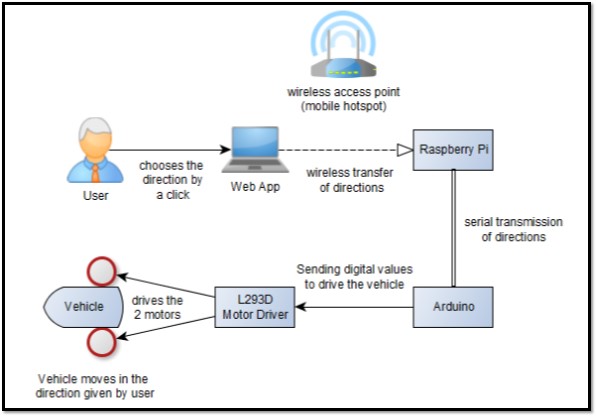 wireless access point
(mobile hotspot)
User
chooses the
direction by
a click
Web App
wireless transfer
of directions
Raspberry Pi
serial transmission
of directions
Arduino
Sending digital values
to drive the vehicle
L293D
Motor Driver
drives the
2 motors
Vehicle
Vehicle moves in the
direction given by user